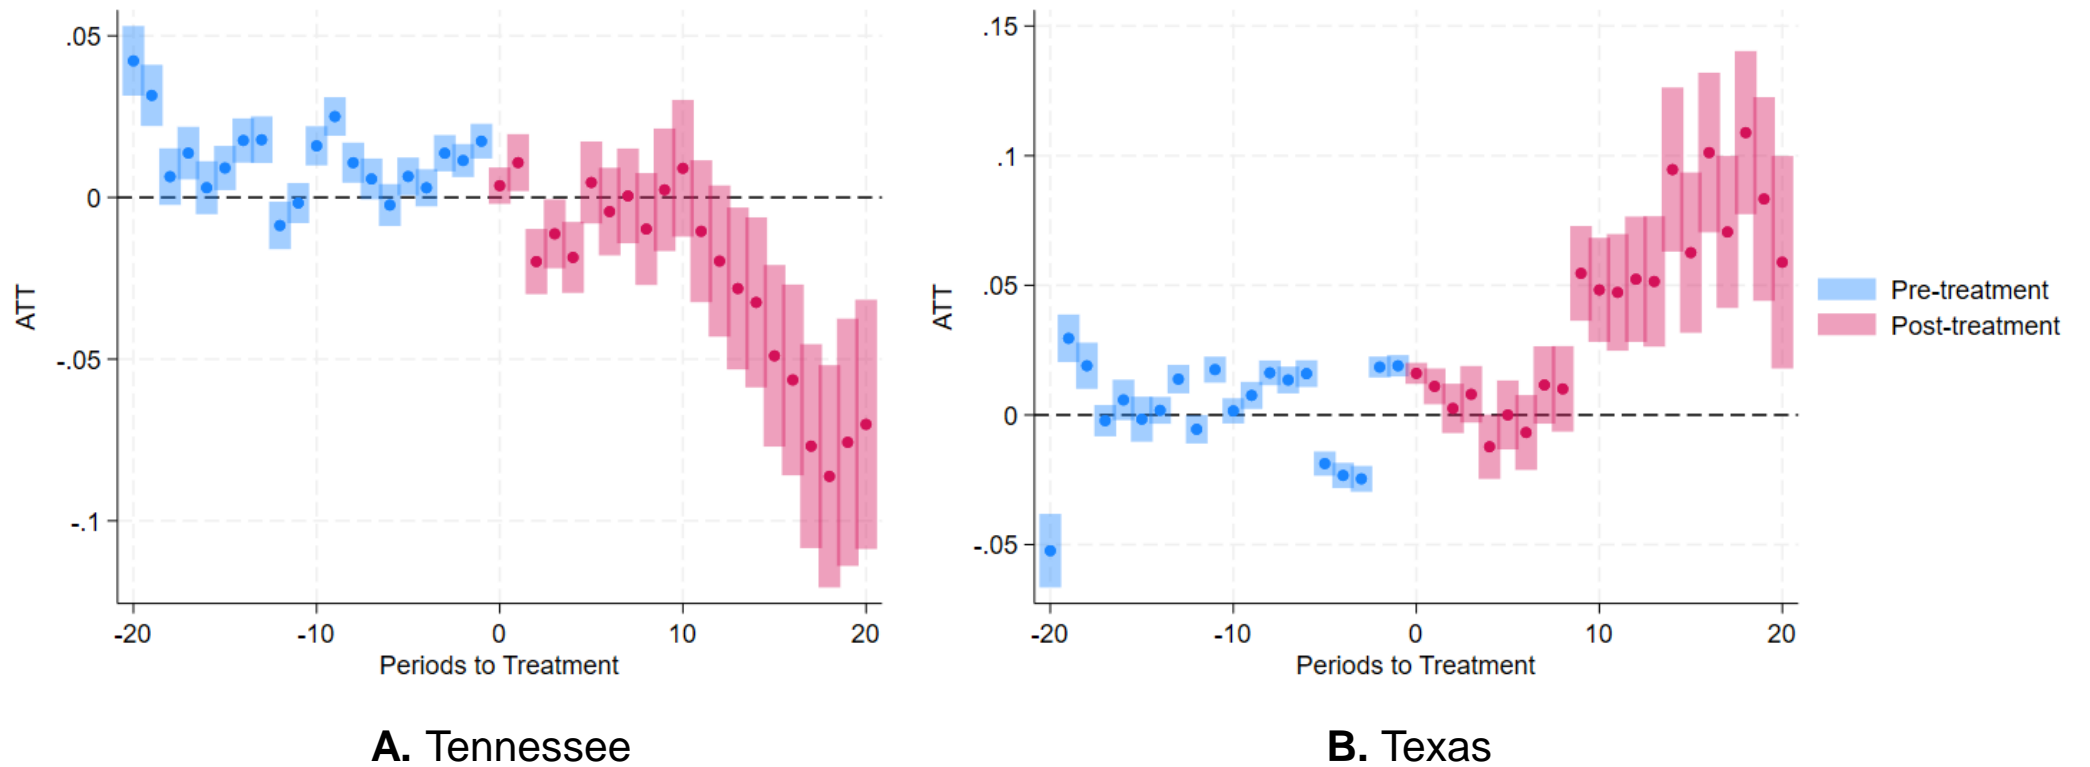 .05
0
-.05
-.1
ATT
-20
-10
0
10
20
Periods to Treatment
A. Tennessee
.15
.1
.05
0
-.05
ATT
-20
-10
0
10
20
Periods to Treatment
B. Texas
Pre-treatment
Post-treatment